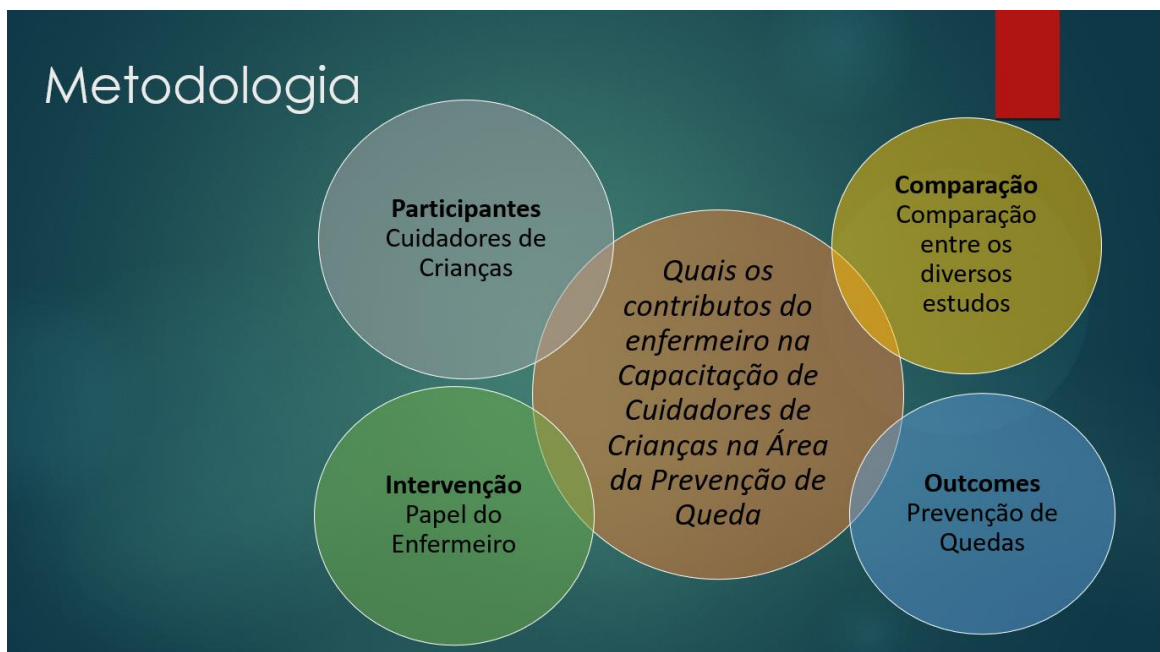 Metodologia
Participantes
Cuidadores de
Crianças
Comparação
Comparação
entre os
diversos
estudos
Quais os
contributos do
enfermeiro na
Capacitação de
Cuidadores de
Crianças na Área
da Prevenção de
Queda
Intervenção
Papel do
Enfermeiro
Outcomes
Prevenção de
Quedas